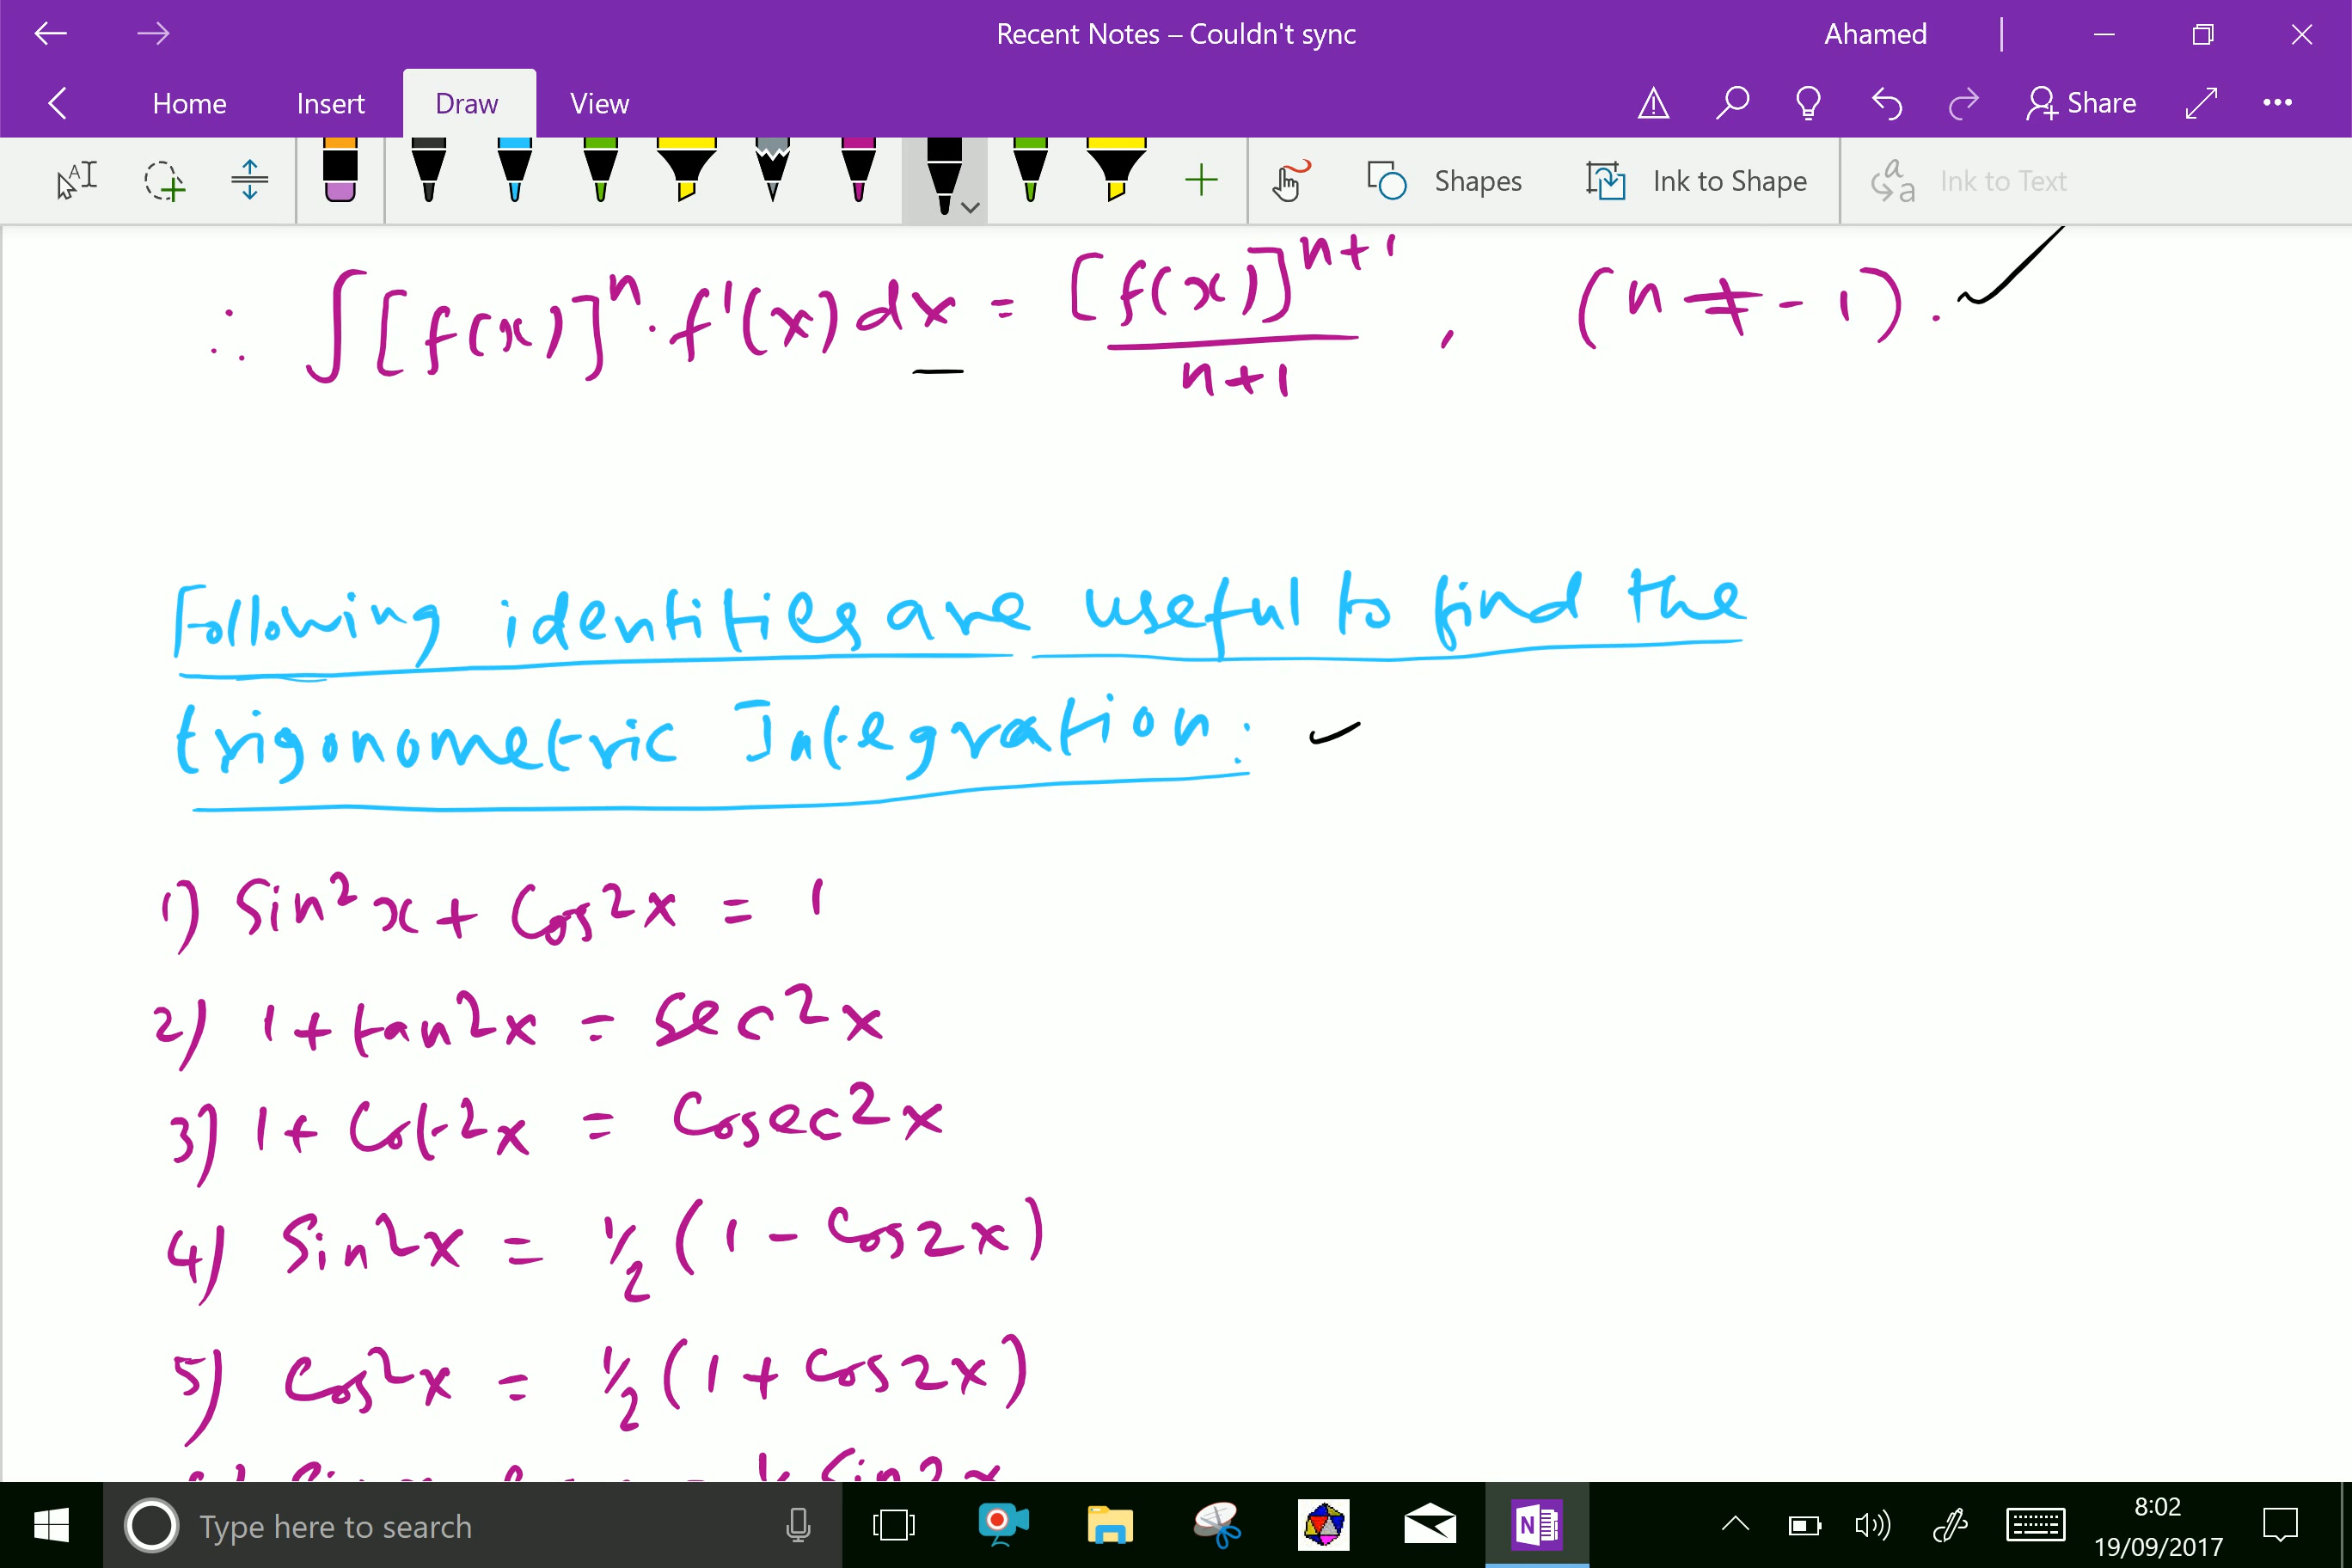 Recent Notes – Couldn't sync
Ahamed
Home Insert Draw View
Share
Shapes Ink to Shape Ink to Text
∴ ∫[f(x)]ⁿ · f'(x) dx = [f(x)]ⁿ⁺¹ / n+1 , (n ≠ -1).
Following identities are useful to find the
trigonometric Integration:
1) Sin²x + Cos²x = 1
2) 1 + tan²x = sec²x
3) 1 + Cot²x = Cosec²x
4) Sin²x = 1/2 (1 - Cos2x)
5) Cos²x = 1/2 (1 + Cos2x)
Sin2x
Type here to search
8:02
19/09/2017